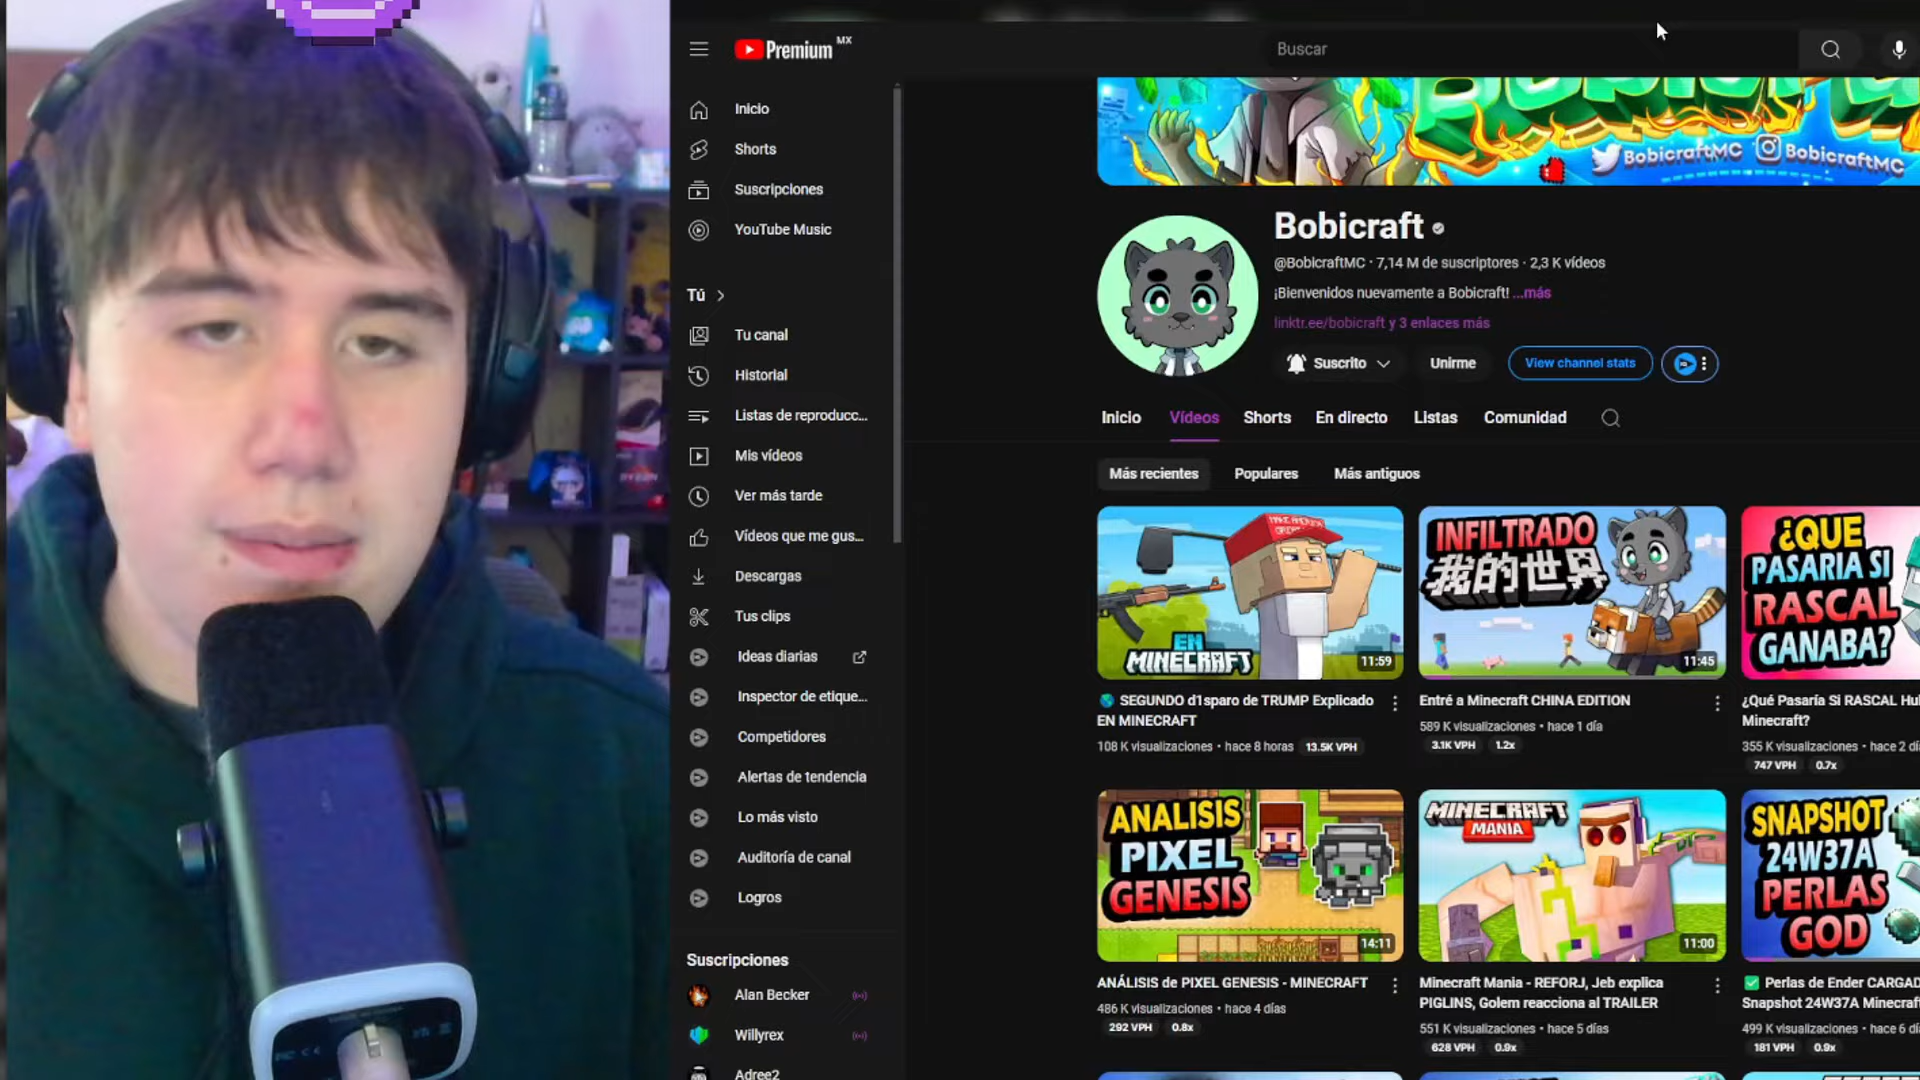 Premium MX
Buscar
Inicio
Shorts
Suscripciones
YouTube Music
Tú
Tu canal
Historial
Listas de reproducc...
Mis vídeos
Ver más tarde
Vídeos que me gus...
Descargas
Tus clips
Ideas diarias
Inspector de etique...
Competidores
Alertas de tendencia
Lo más visto
Auditoría de canal
Logros
Suscripciones
Alan Becker
Willyrex
Adree2
BobicraftMC
BobicraftMC
Bobicraft
@BobicraftMC · 7,14 M de suscriptores · 2,3 K vídeos
¡Bienvenidos nuevamente a Bobicraft! ...más
linktr.ee/bobicraft y 3 enlaces más
Suscrito
Unirme
View channel stats
Inicio
Vídeos
Shorts
En directo
Listas
Comunidad
Más recientes
Populares
Más antiguos
EN
MINECRAFT
11:59
SEGUNDO d1sparo de TRUMP Explicado
EN MINECRAFT
108 K visualizaciones · hace 8 horas 13.5K VPH
INFILTRADO
我的世界
11:45
Entré a Minecraft CHINA EDITION
589 K visualizaciones · hace 1 día
3.1K VPH 1.2x
¿QUE
PASARIA SI
RASCAL
GANABA?
¿Qué Pasaría Si RASCAL Hu
Minecraft?
355 K visualizaciones · hace 2 dí
747 VPH 0.7x
ANALISIS
PIXEL
GENESIS
14:11
ANÁLISIS de PIXEL GENESIS - MINECRAFT
486 K visualizaciones · hace 4 días
292 VPH 0.8x
MINECRAFT
MANIA
11:00
Minecraft Mania - REFORJ, Jeb explica
PIGLINS, Golem reacciona al TRAILER
551 K visualizaciones · hace 5 días
628 VPH 0.9x
SNAPSHOT
24W37A
PERLAS
GOD
Perlas de Ender CARGAD
Snapshot 24W37A Minecraf
499 K visualizaciones · hace 6 dí
181 VPH 0.9x